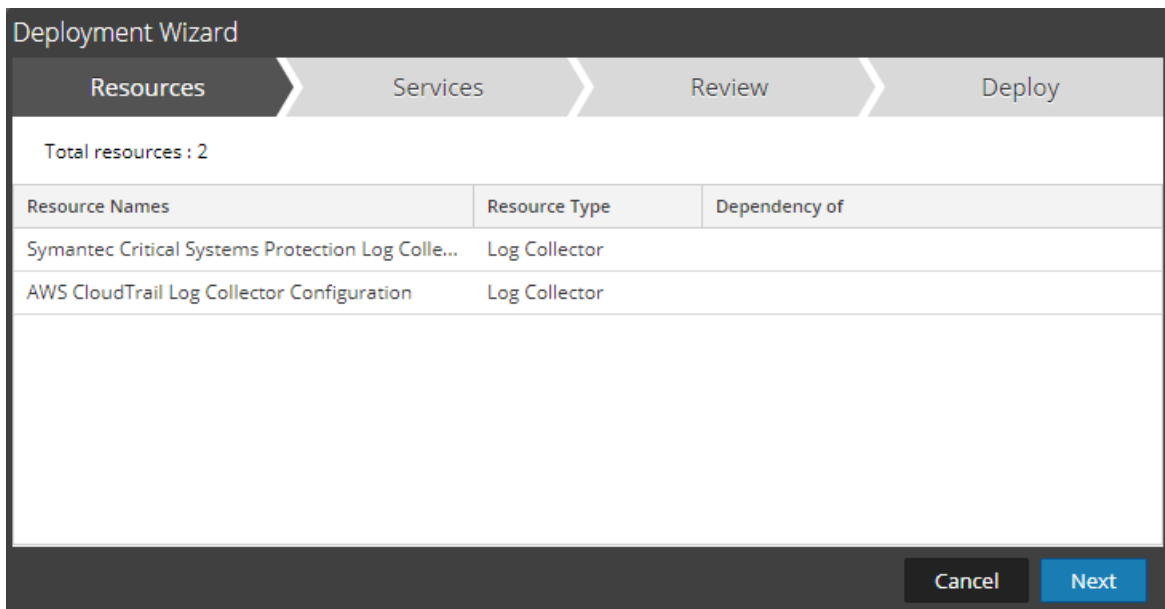 Deployment Wizard
Resources Services Review Deploy
Total resources : 2
Resource Names Resource Type Dependency of
Symantec Critical Systems Protection Log Colle... Log Collector
AWS CloudTrail Log Collector Configuration Log Collector
Cancel Next